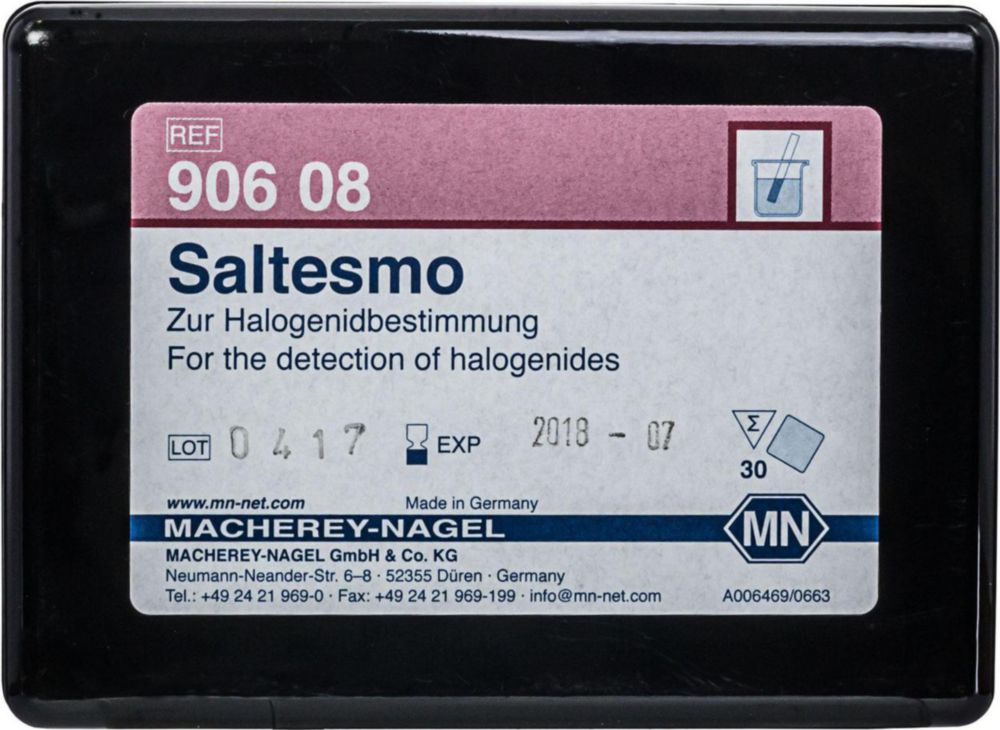 REF
906 08
Saltesmo
Zur Halogenidbestimmung
For the detection of halogenides
LOT 0417 EXP 2018 - 07
Σ
30
www.mn-net.com Made in Germany
MACHEREY-NAGEL
MN
MACHEREY-NAGEL GmbH & Co. KG
Neumann-Neander-Str. 6–8 · 52355 Düren · Germany
Tel.: +49 24 21 969-0 · Fax: +49 24 21 969-199 · info@mn-net.com A006469/0663